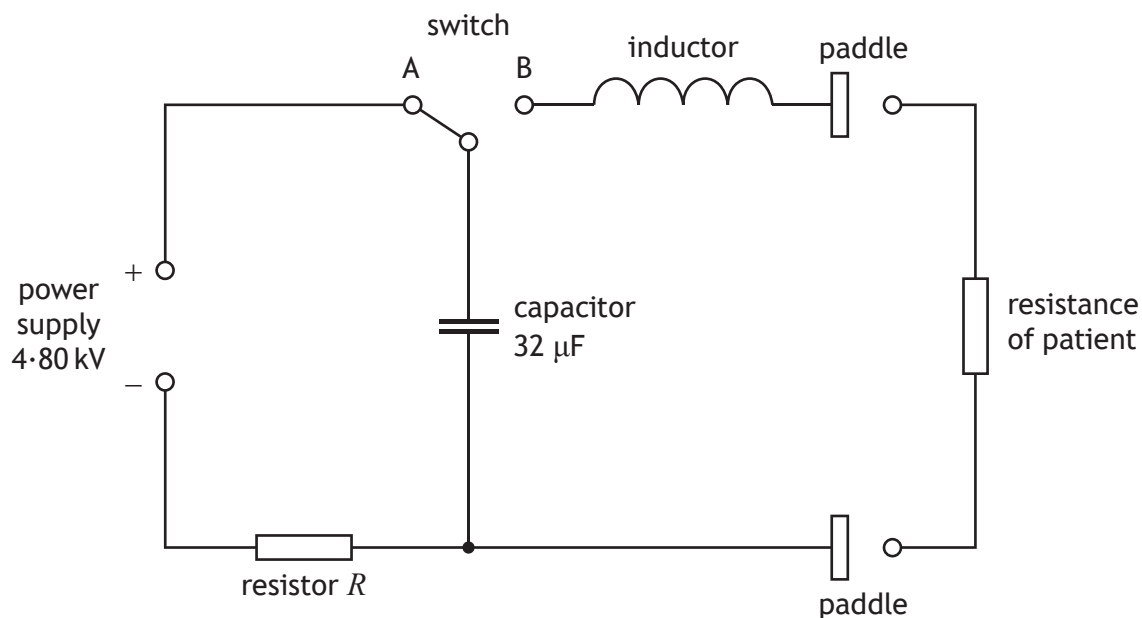 switch
A
B
inductor
paddle
+
power
supply
4·80 kV
−
capacitor
32 μF
resistance
of patient
resistor R
paddle